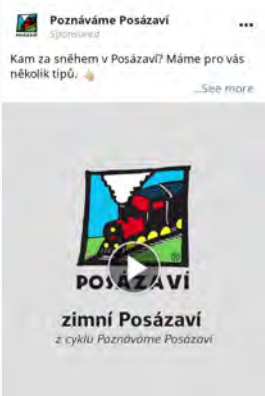 Poznáváme Posázaví
Sponsored
Kam za sněhem v Posázaví? Máme pro vás
několik tipů.
...See more
POSÁZAVÍ
zimní Posázaví
z cyklu Poznáváme Posázaví